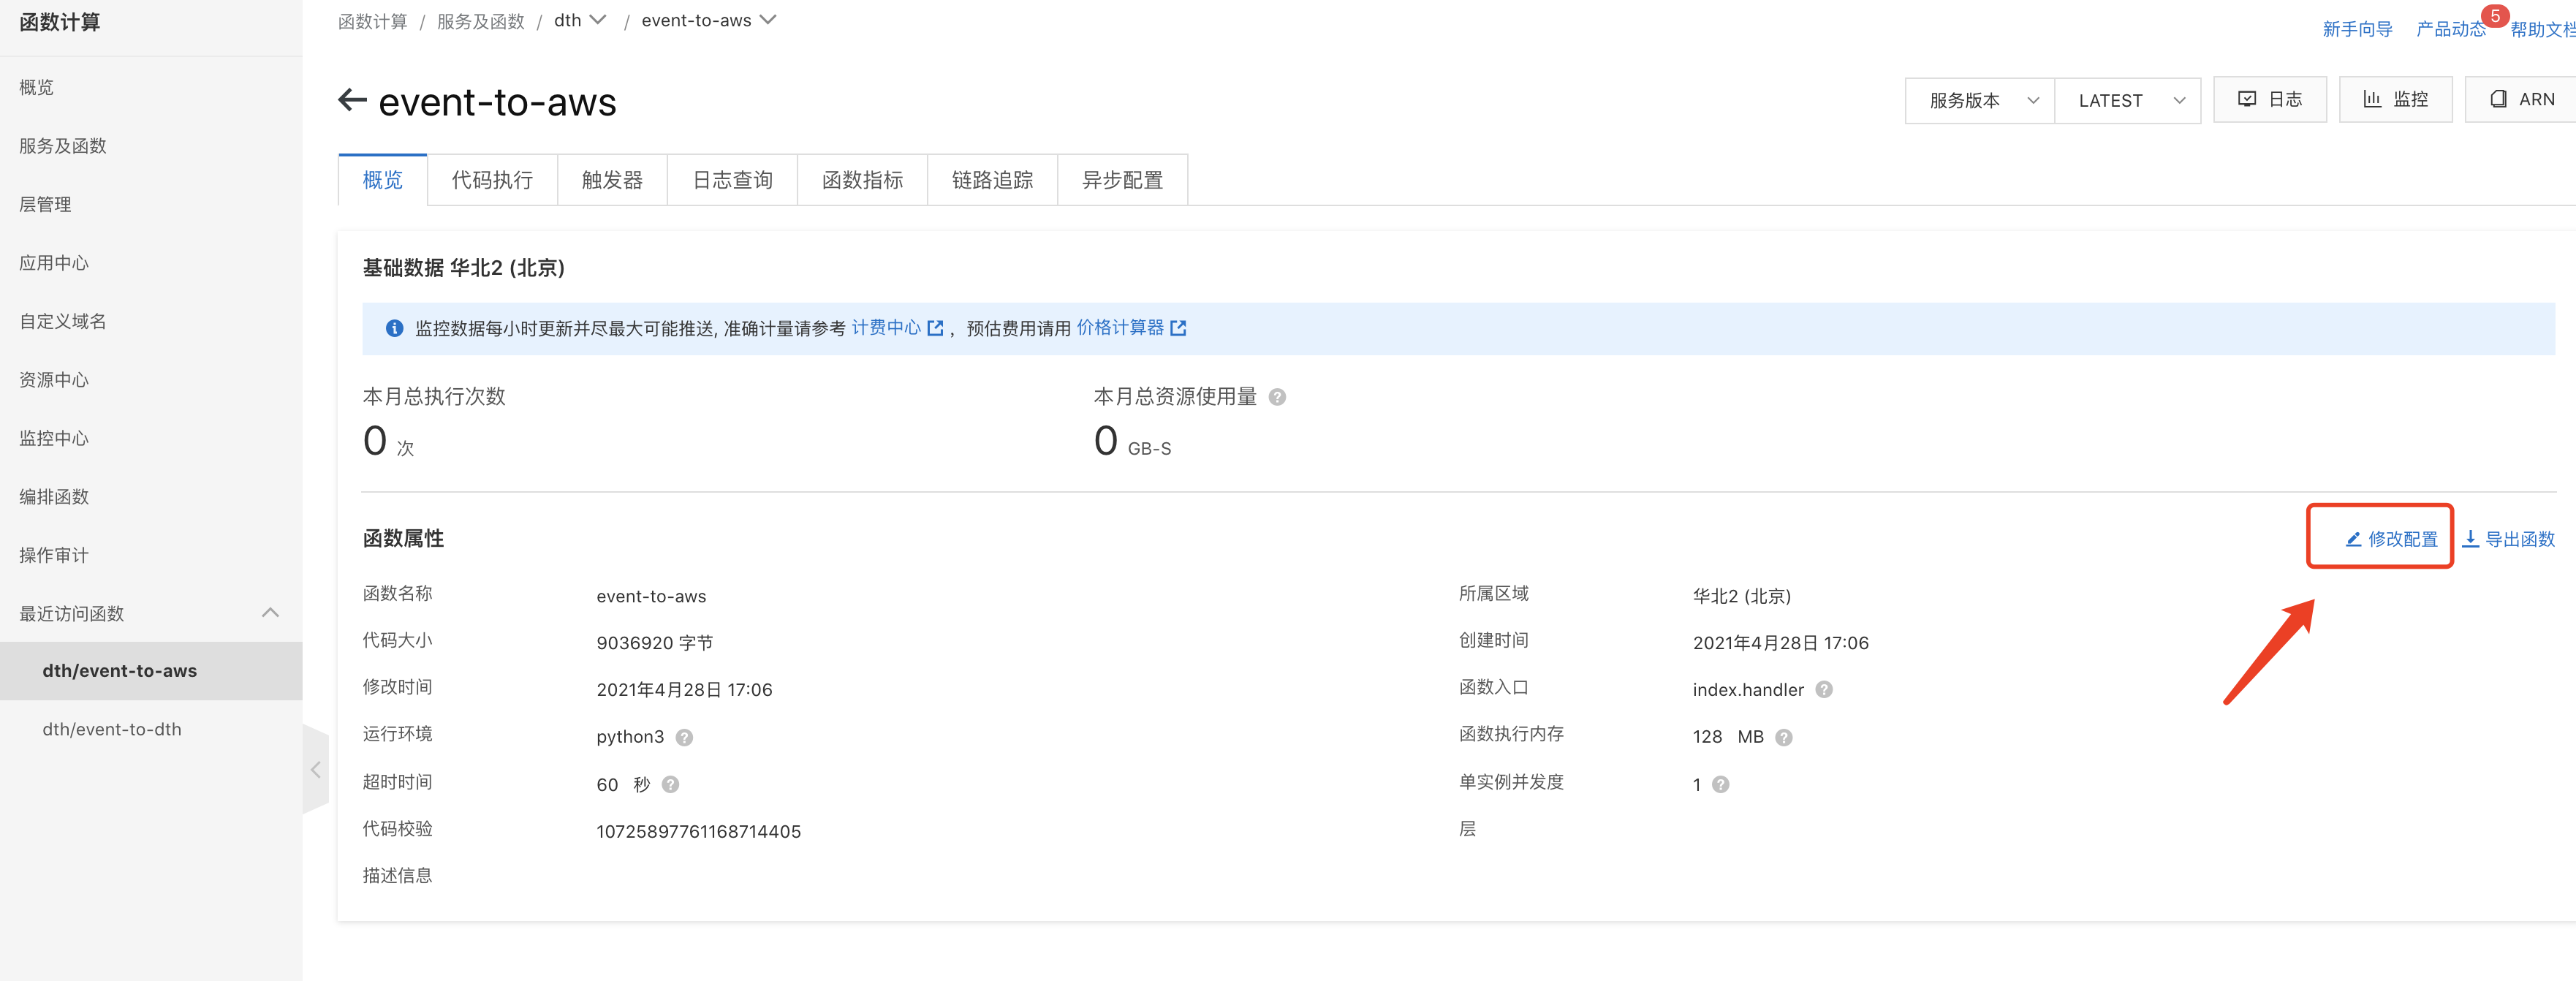 函数计算
概览
服务及函数
层管理
应用中心
自定义域名
资源中心
监控中心
编排函数
操作审计
最近访问函数
dth/event-to-aws
dth/event-to-dth
函数计算 / 服务及函数 / dth / event-to-aws
新手向导 产品动态 5 帮助文档
event-to-aws
服务版本 LATEST 日志 监控 ARN
概览 代码执行 触发器 日志查询 函数指标 链路追踪 异步配置
基础数据 华北2 (北京)
监控数据每小时更新并尽最大可能推送, 准确计量请参考 计费中心 ，预估费用请用 价格计算器
本月总执行次数 本月总资源使用量
0 次 0 GB-S
函数属性 修改配置 导出函数
函数名称 event-to-aws 所属区域 华北2 (北京)
代码大小 9036920 字节 创建时间 2021年4月28日 17:06
修改时间 2021年4月28日 17:06 函数入口 index.handler
运行环境 python3 函数执行内存 128 MB
超时时间 60 秒 单实例并发度 1
代码校验 10725897761168714405 层
描述信息